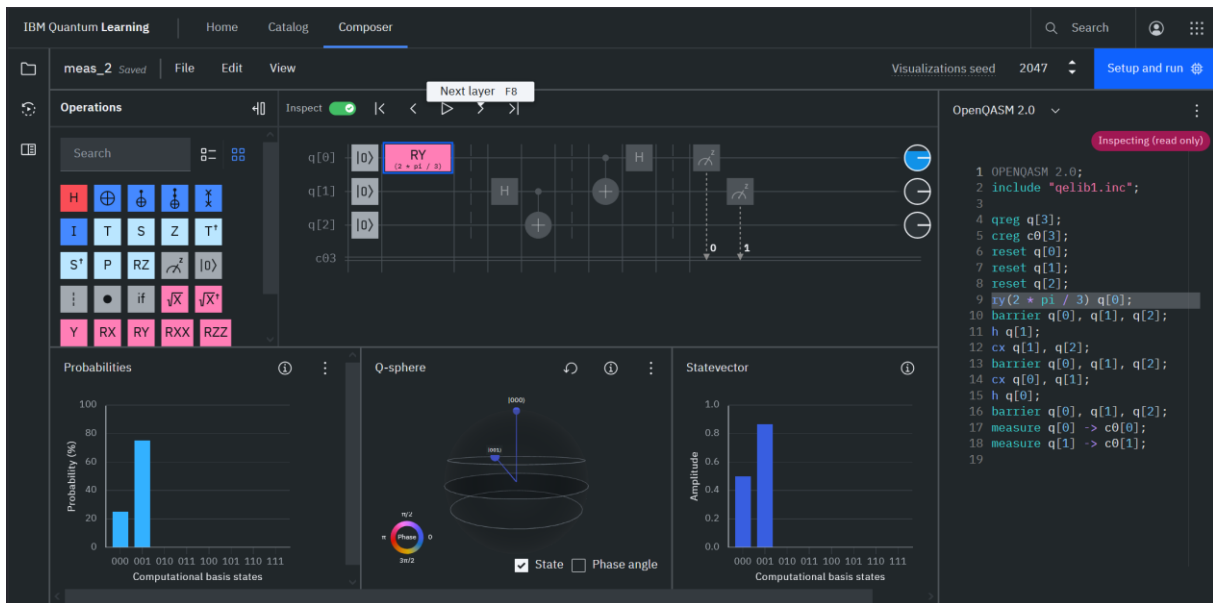 IBM Quantum Learning Home Catalog Composer Search
meas_2 Saved File Edit View Visualizations seed 2047 Setup and run
Operations Inspect Next layer F8 OpenQASM 2.0
Inspecting (read only)
Search
H
I T S Z T†
S† P RZ z |0⟩
if √X √X†
Y RX RY RXX RZZ
q[0] |0⟩ RY (2 * pi / 3) H z
q[1] |0⟩ H z
q[2] |0⟩
0 1
c03
1 OPENQASM 2.0;
2 include "qelib1.inc";
3
4 qreg q[3];
5 creg c0[3];
6 reset q[0];
7 reset q[1];
8 reset q[2];
9 ry(2 * pi / 3) q[0];
10 barrier q[0], q[1], q[2];
11 h q[1];
12 cx q[1], q[2];
13 barrier q[0], q[1], q[2];
14 cx q[0], q[1];
15 h q[0];
16 barrier q[0], q[1], q[2];
17 measure q[0] -> c0[0];
18 measure q[1] -> c0[1];
19
Probabilities
100
80
60
40
20
0
Probability (%)
000 001 010 011 100 101 110 111
Computational basis states
Q-sphere
|000⟩
|001⟩
π/2
π Phase 0
3π/2
State Phase angle
Statevector
1.0
0.8
0.6
0.4
0.2
0.0
Amplitude
000 001 010 011 100 101 110 111
Computational basis states